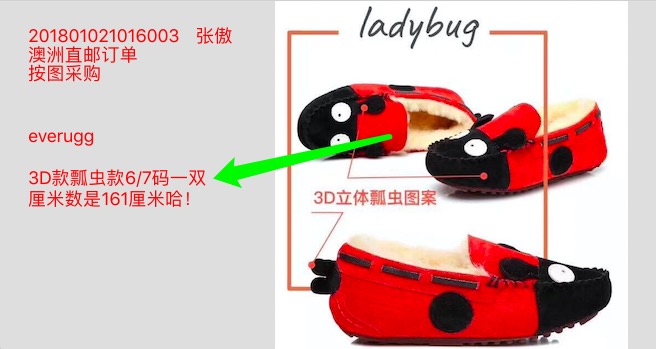 201801021016003 张傲
澳洲直邮订单
按图采购
everugg
3D款瓢虫款6/7码一双
厘米数是161厘米哈！
ladybug
3D立体瓢虫图案